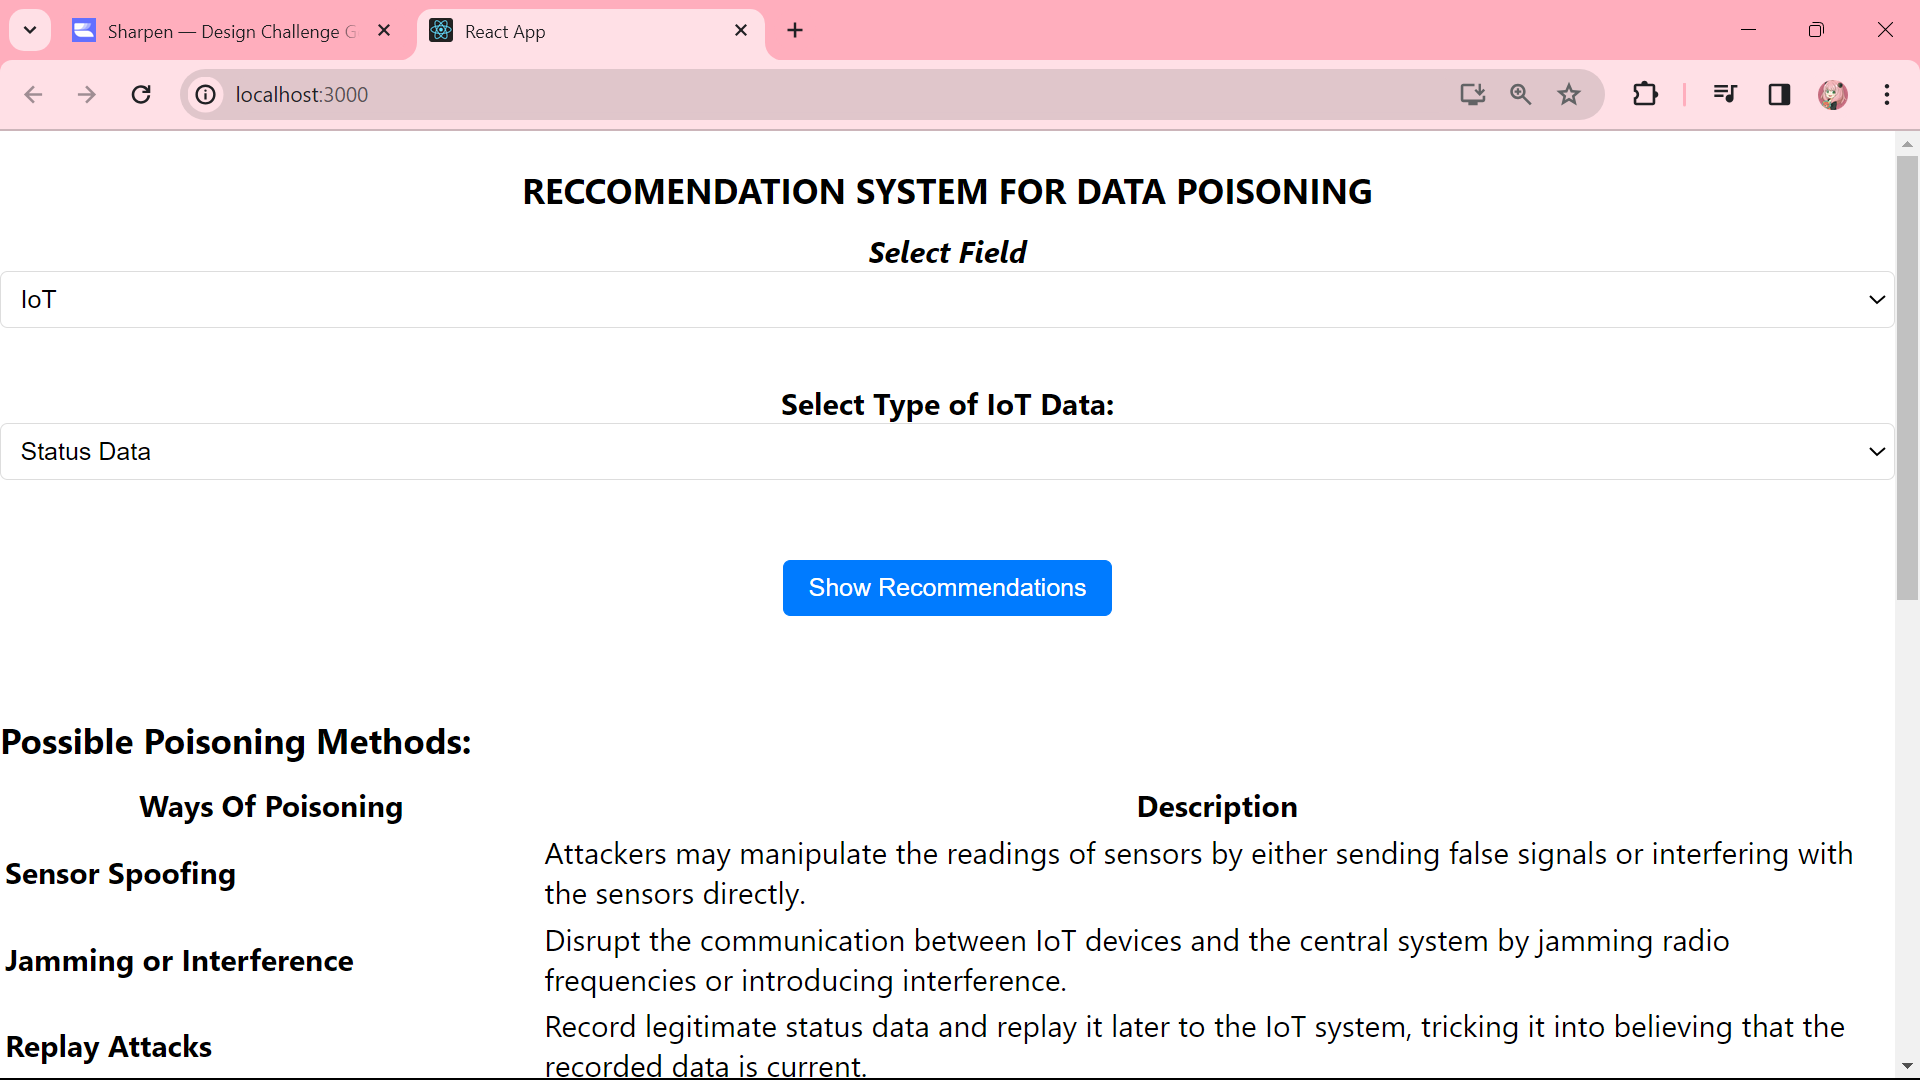 Sharpen — Design Challenge G
React App
localhost:3000
RECCOMENDATION SYSTEM FOR DATA POISONING
Select Field
IoT
Select Type of IoT Data:
Status Data
Show Recommendations
Possible Poisoning Methods:
Ways Of Poisoning
Description
Sensor Spoofing
Attackers may manipulate the readings of sensors by either sending false signals or interfering with
the sensors directly.
Jamming or Interference
Disrupt the communication between IoT devices and the central system by jamming radio
frequencies or introducing interference.
Replay Attacks
Record legitimate status data and replay it later to the IoT system, tricking it into believing that the
recorded data is current.